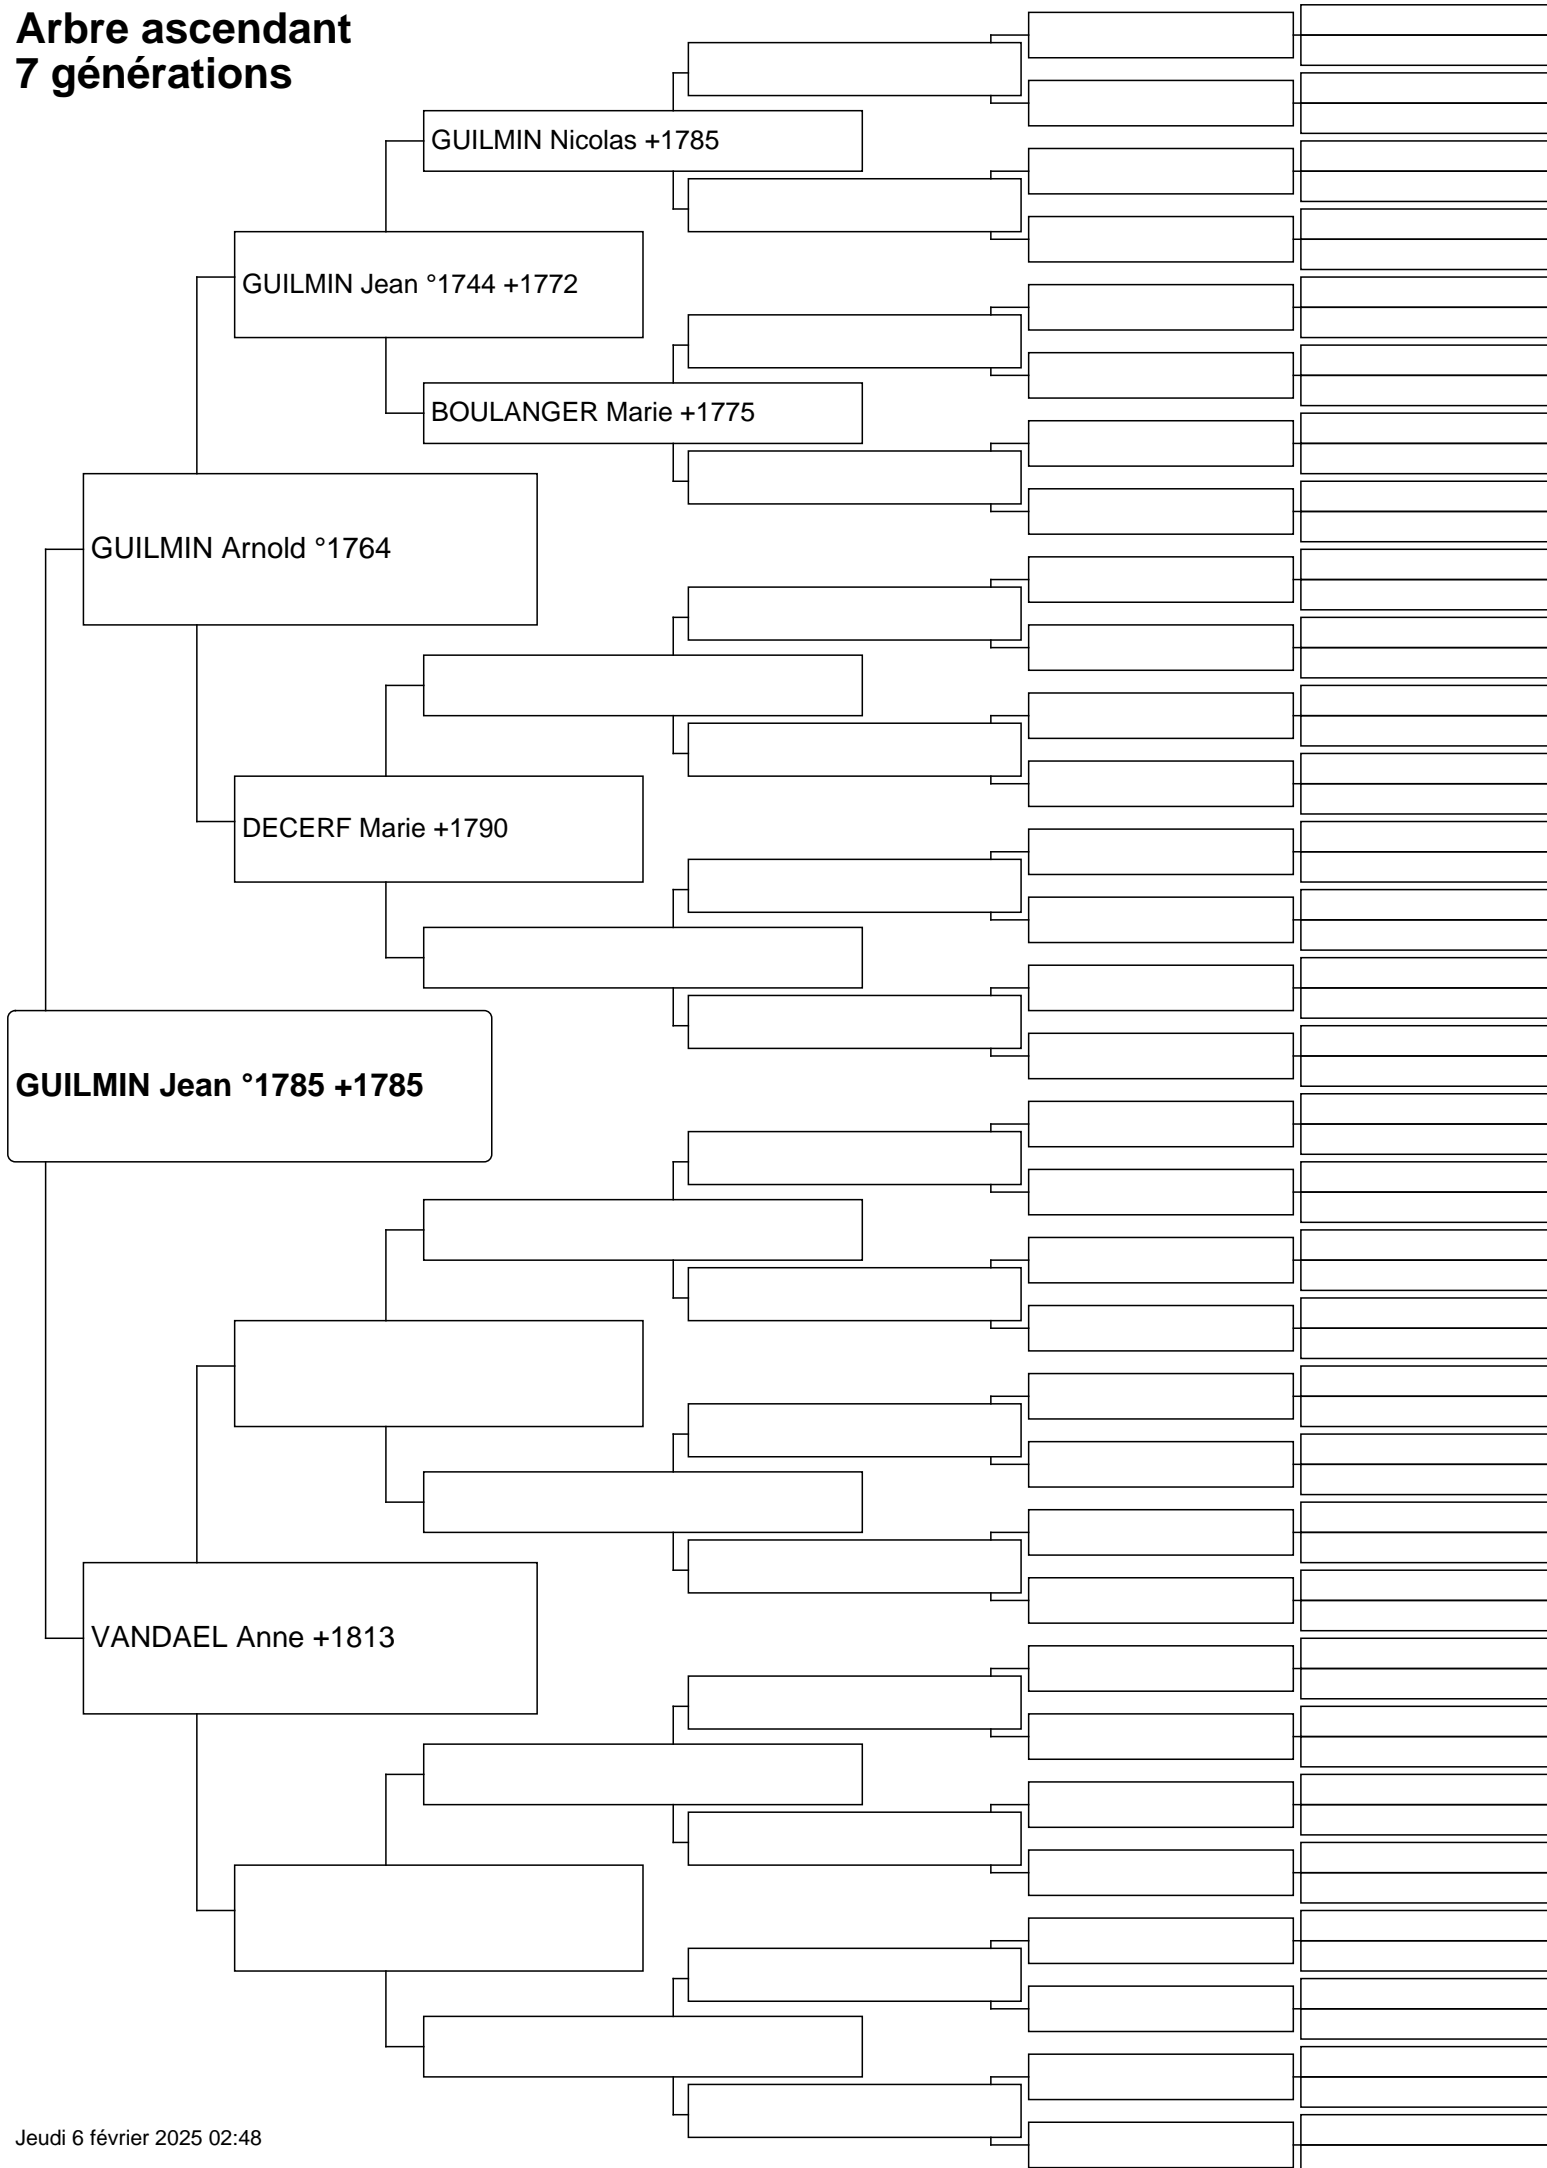 Arbre ascendant
7 générations
GUILMIN Nicolas +1785
GUILMIN Jean °1744 +1772
BOULANGER Marie +1775
GUILMIN Arnold °1764
DECERF Marie +1790
GUILMIN Jean °1785 +1785
VANDAEL Anne +1813
Jeudi 6 février 2025 02:48